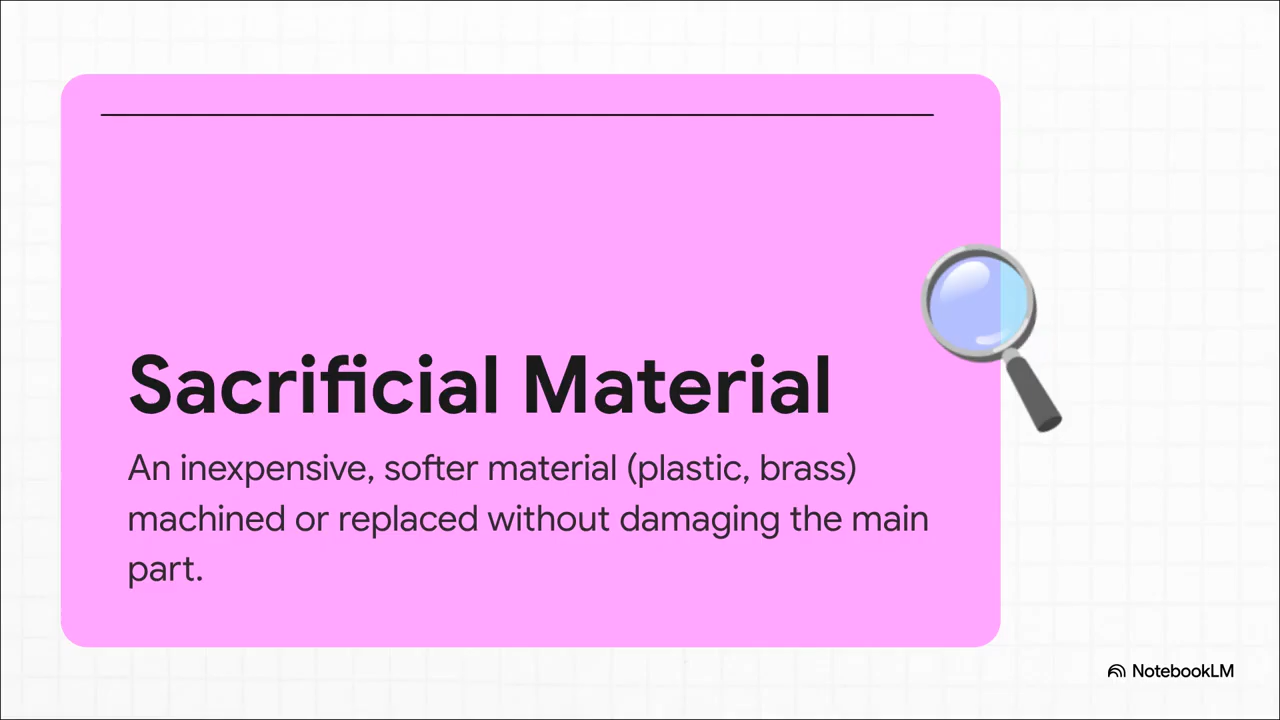 Sacrificial Material
An inexpensive, softer material (plastic, brass)
machined or replaced without damaging the main
part.
NotebookLM